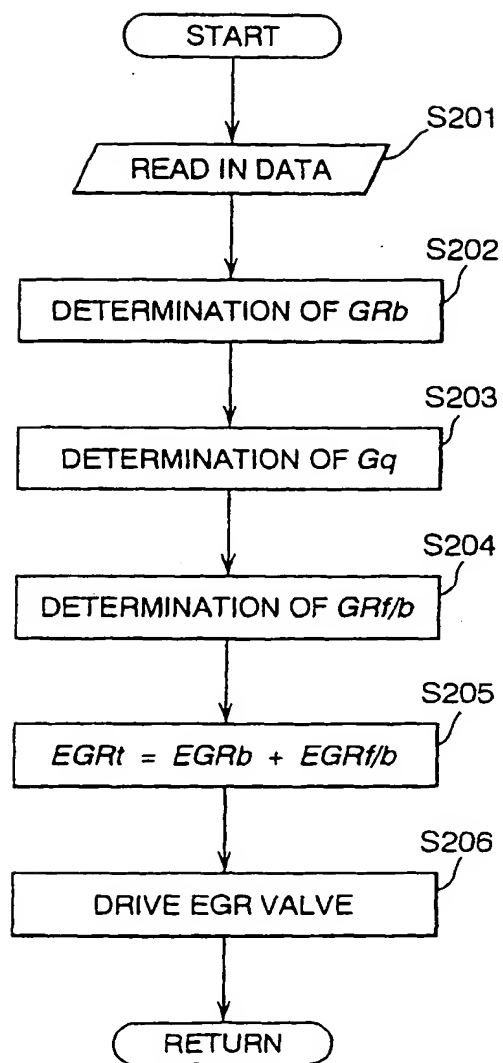 START
S201
READ IN DATA
S202
DETERMINATION OF GRb
S203
DETERMINATION OF Gq
S204
DETERMINATION OF GRf/b
S205
EGRt = EGRb + EGRf/b
S206
DRIVE EGR VALVE
RETURN